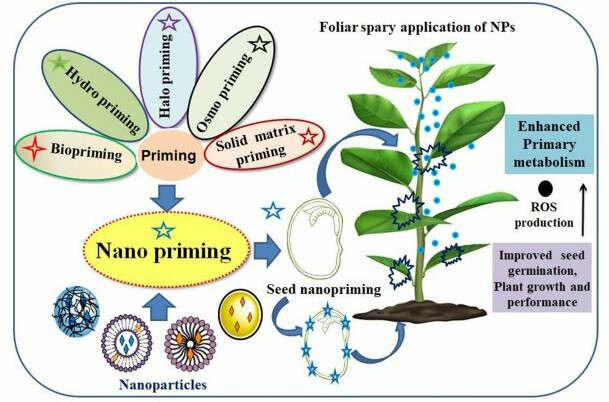 Foliar spary application of NPs
Hydro priming
Halo priming
Osmo priming
Biopriming
Priming
Solid matrix
priming
Enhanced
Primary
metabolism
ROS
production
Nano priming
Improved seed
germination,
Plant growth and
performance
Seed nanopriming
Nanoparticles